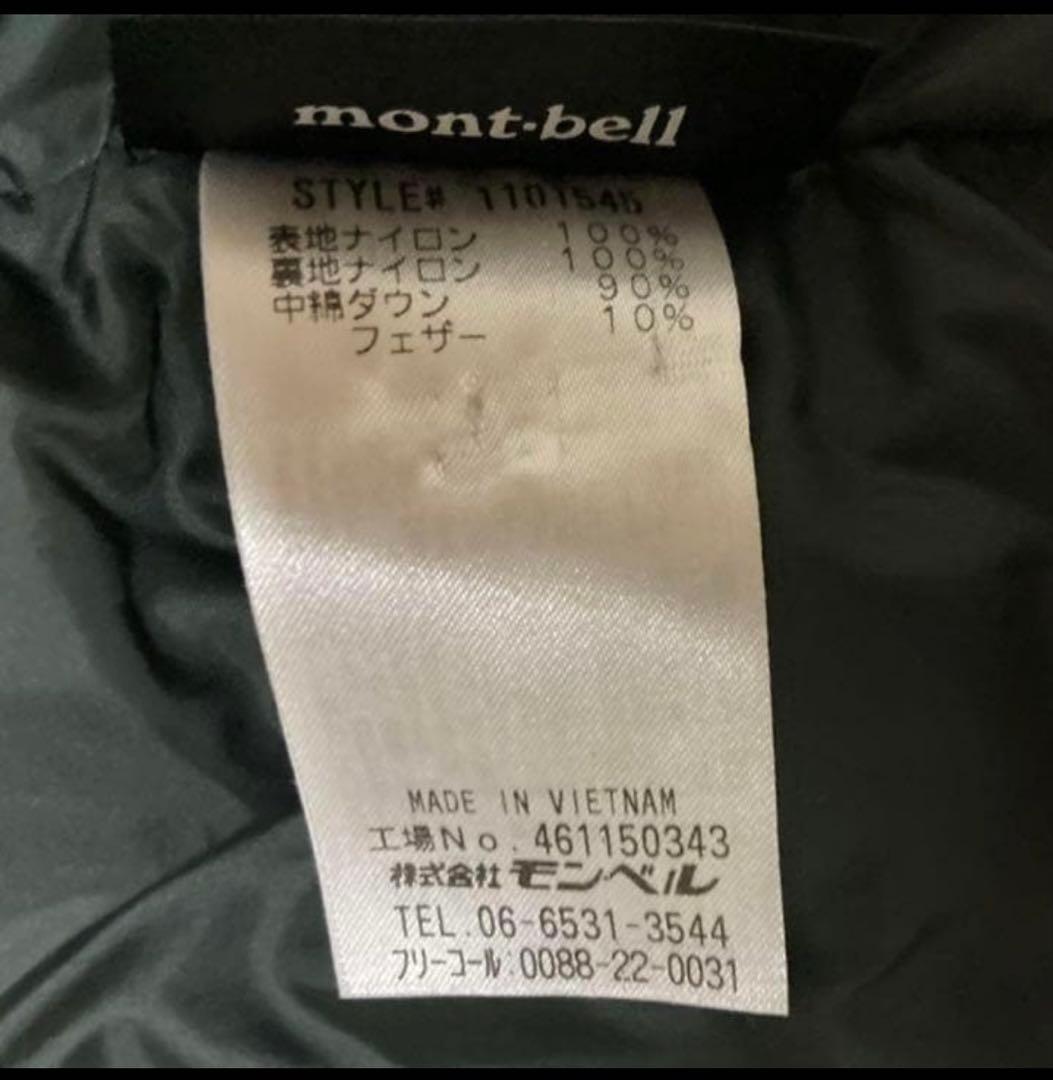 mont-bell
STYLE# 1101545
表地ナイロン 100%
裏地ナイロン 100%
中綿ダウン 90%
フェザー 10%
MADE IN VIETNAM
工場No.461150343
株式会社モンベル
TEL.06-6531-3544
フリーコール:0088-22-0031